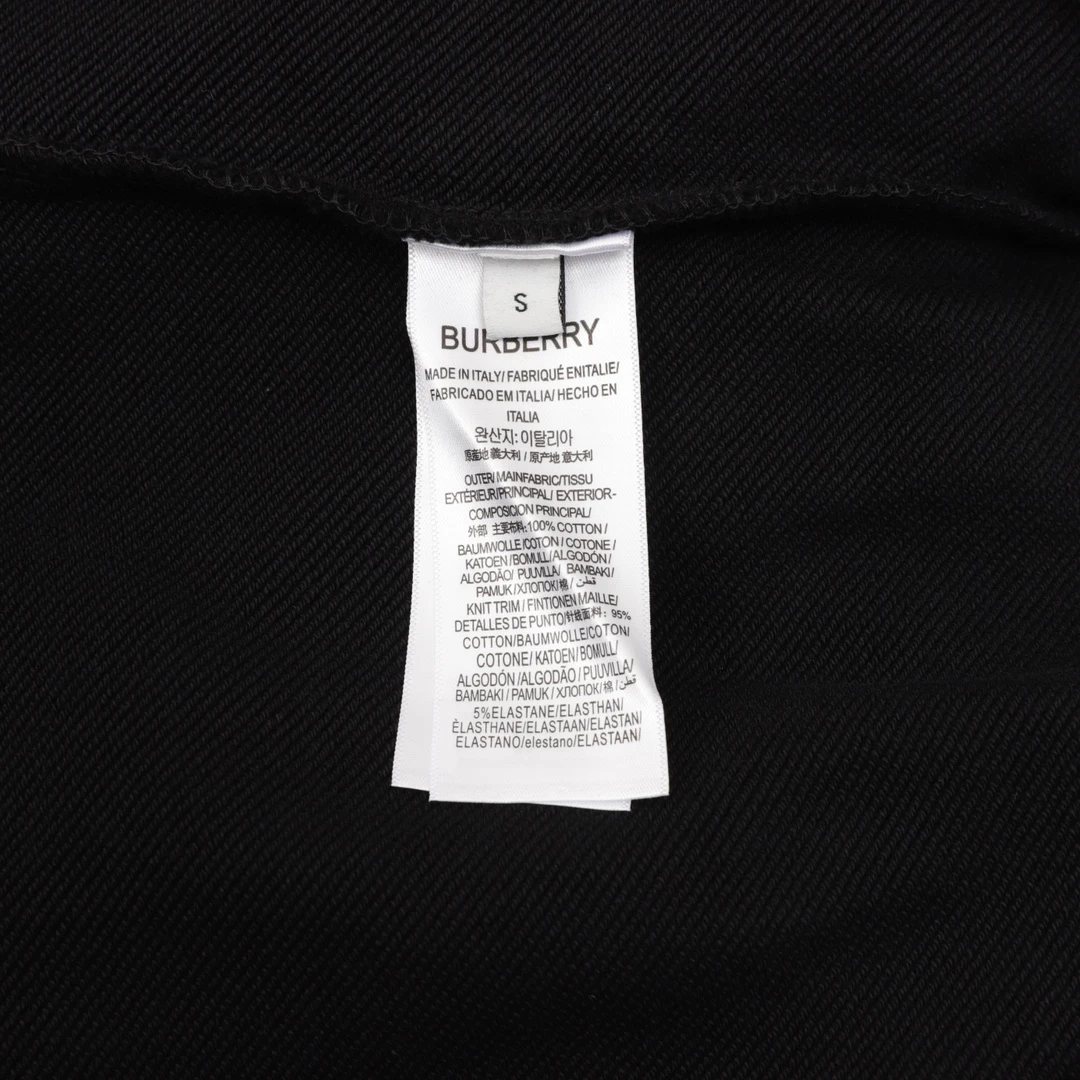 S
BURBERRY
MADE IN ITALY/ FABRIQUÉ ENITALIE/
FABRICADO EM ITALIA/ HECHO EN
ITALIA
완산지: 이탈리아
原產地 義大利 / 原产地 意大利
OUTER/ MAINFABRIC/TISSU
EXTÉRIEUR/PRINCIPAL/ EXTERIOR-
COMPOSICION PRINCIPAL/
外部 主要布料:100% COTTON /
BAUMWOLLE /COTON / COTONE /
KATOEN /BOMULL/ ALGODÓN /
ALGODÃO/ PUUVILLA/ BAMBAKI /
PAMUK / ХЛОПОК/棉 / قطن
KNIT TRIM / FINTIONEN MAILLE/
DETALLES DE PUNTO/针线面料: 95%
COTTON/BAUMWOLLE/COTON/
COTONE/ KATOEN / BOMULL/
ALGODÓN /ALGODÃO / PUUVILLA/
BAMBAKI / PAMUK / ХЛОПОК/棉 / قطن
5%ELASTANE/ELASTHAN/
ÈLASTHANE/ELASTAAN/ELASTAN/
ELASTANO/elestano/ELASTAAN/